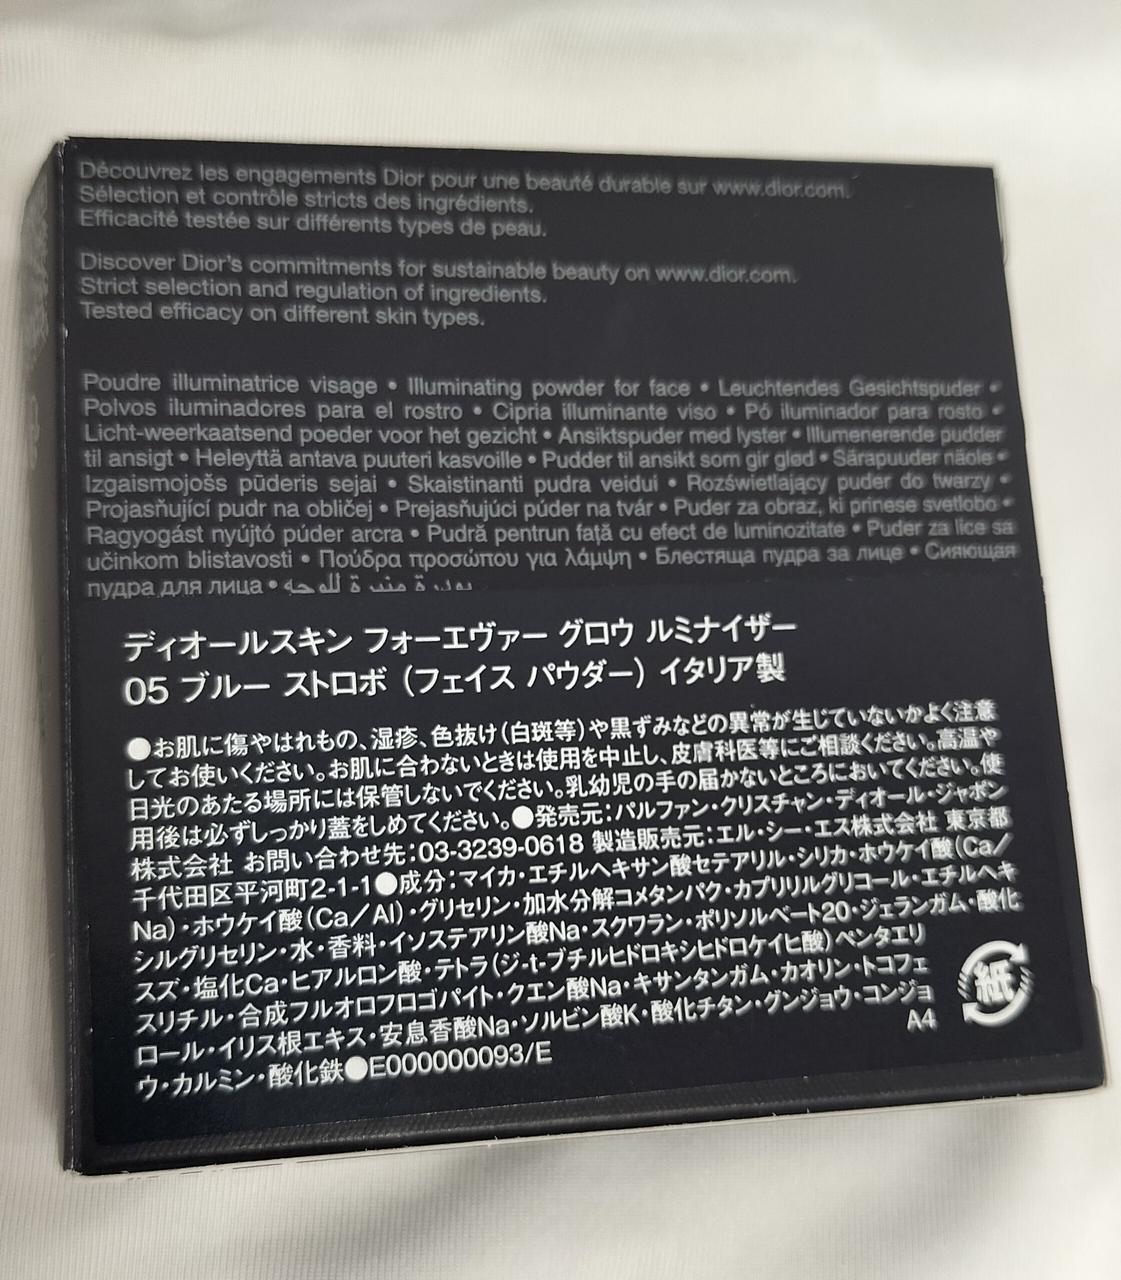 Découvrez les engagements Dior pour une beauté durable sur www.dior.com.
Sélection et contrôle stricts des ingrédients.
Efficacité testée sur différents types de peau.
Discover Dior's commitments for sustainable beauty on www.dior.com.
Strict selection and regulation of ingredients.
Tested efficacy on different skin types.
Poudre illuminatrice visage • Illuminating powder for face • Leuchtendes Gesichtspuder •
Polvos iluminadores para el rostro • Cipria illuminante viso • Pó iluminador para rosto •
Licht-weerkaatsend poeder voor het gezicht • Ansiktspuder med lyster • Illumenerende pudder
til ansigt • Heleyttä antava puuteri kasvoille • Pudder til ansikt som gir glød • Särapuuder näole •
Izgaismojošs pūderis sejai • Skaistinanti pudra veidui • Rozświetlający puder do twarzy •
Projasňující pudr na obličej • Prejasňujúci púder na tvár • Puder za obraz, ki prinese svetlobo •
Ragyogást nyújtó púder arcra • Pudră pentrun față cu efect de luminozitate • Puder za lice sa
učinkom blistavosti • Πούδρα προσώπου για λάμψη • Блестяща пудра за лице • Сияющая
пудра для лица • بودرة منيرة للوجه
ディオールスキン フォーエヴァー グロウ ルミナイザー
05 ブルー ストロボ（フェイス パウダー）イタリア製
●お肌に傷やはれもの、湿疹、色抜け（白斑等）や黒ずみなどの異常が生じていないかよく注意
してお使いください。お肌に合わないときは使用を中止し、皮膚科医等にご相談ください。高温や
日光のあたる場所には保管しないでください。乳幼児の手の届かないところにおいてください。使
用後は必ずしっかり蓋をしめてください。●発売元：パルファン・クリスチャン・ディオール・ジャポン
株式会社 お問い合わせ先：03-3239-0618 製造販売元：エル・シー・エス株式会社 東京都
千代田区平河町2-1-1●成分：マイカ・エチルヘキサン酸セテアリル・シリカ・ホウケイ酸（Ca／
Na）・ホウケイ酸（Ca／Al）・グリセリン・加水分解コメタンパク・カプリリルグリコール・エチルヘキ
シルグリセリン・水・香料・イソステアリン酸Na・スクワラン・ポリソルベート20・ジェランガム・酸化
スズ・塩化Ca・ヒアルロン酸・テトラ（ジ-t-ブチルヒドロキシヒドロケイヒ酸）ペンタエリ
スリチル・合成フルオロフロゴパイト・クエン酸Na・キサンタンガム・カオリン・トコフェ
ロール・イリス根エキス・安息香酸Na・ソルビン酸K・酸化チタン・グンジョウ・コンジョ
ウ・カルミン・酸化鉄●E000000093/E
A4
紙